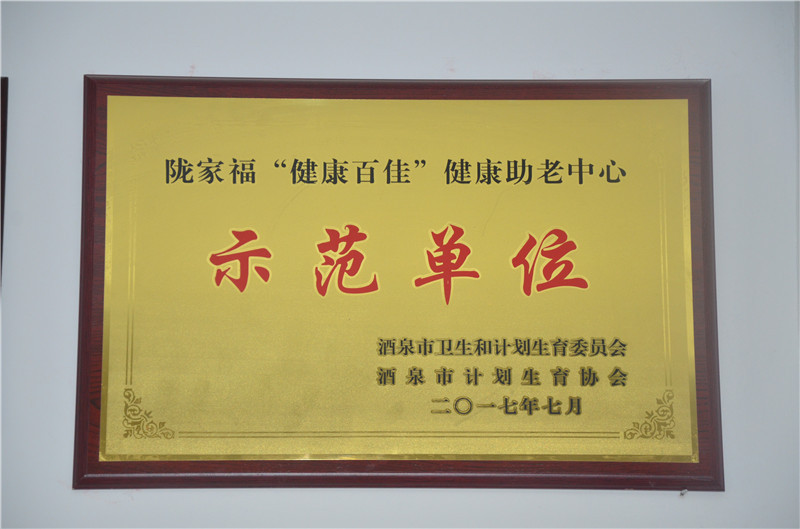 陇家福“健康百佳”健康助老中心
示范单位
酒泉市卫生和计划生育委员会
酒泉市计划生育协会
二〇一七年七月